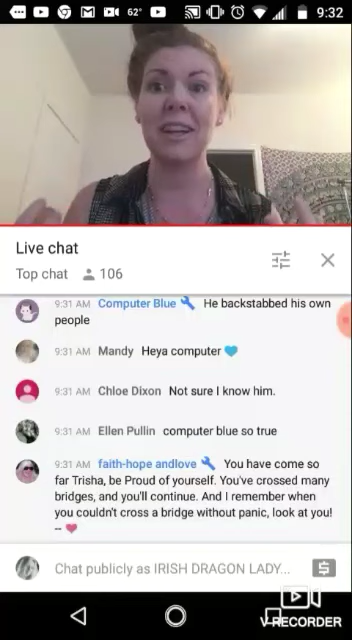 62°
9:32
Live chat
Top chat 106
9:31 AM Computer Blue He backstabbed his own
people
9:31 AM Mandy Heya computer
9:31 AM Chloe Dixon Not sure I know him.
9:31 AM Ellen Pullin computer blue so true
9:31 AM faith-hope andlove You have come so
far Trisha, be Proud of yourself. You've crossed many
bridges, and you'll continue. And I remember when
you couldn't cross a bridge without panic, look at you!
--
Chat publicly as IRISH DRAGON LADY... $
V RECORDER